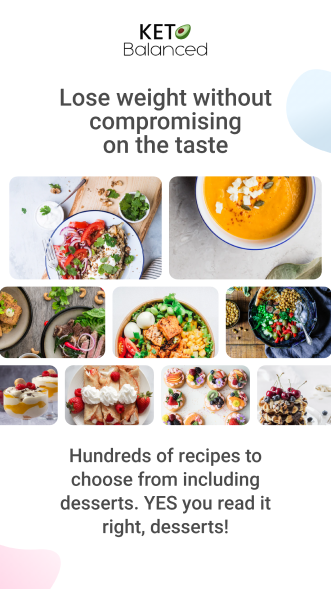 KETO
Balanced
Lose weight without
compromising
on the taste
Hundreds of recipes to
choose from including
desserts. YES you read it
right, desserts!